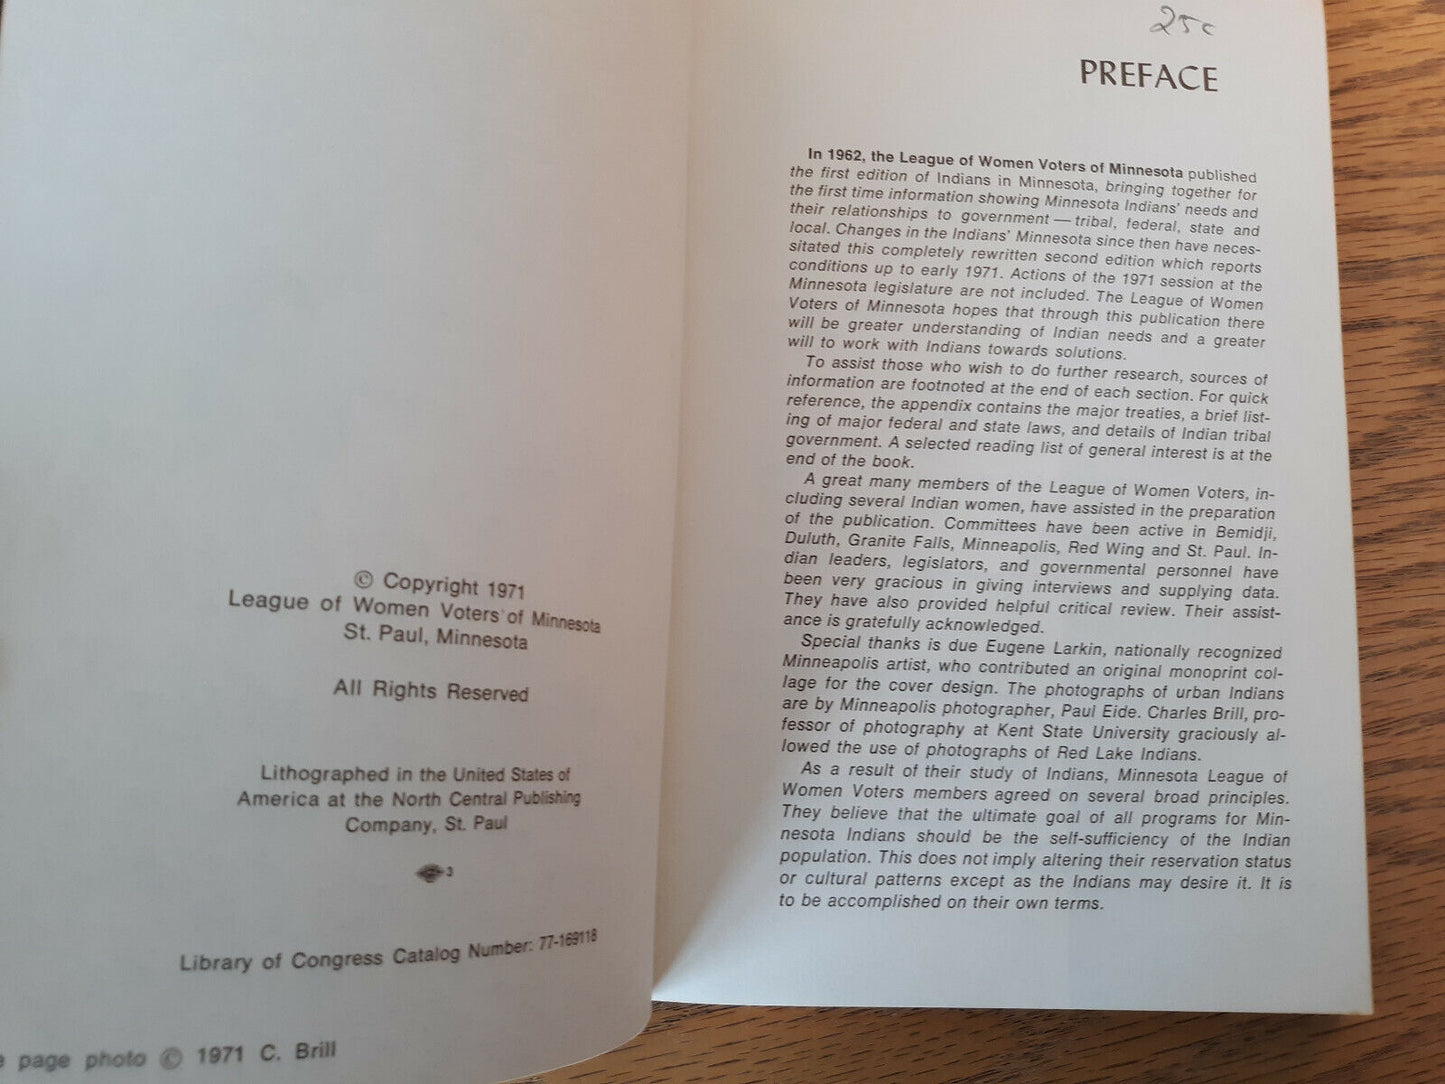 © Copyright 1971
League of Women Voters of Minnesota
St. Paul, Minnesota
All Rights Reserved
Lithographed in the United States of
America at the North Central Publishing
Company, St. Paul
3
Library of Congress Catalog Number: 77-169118
page photo © 1971 C. Brill
25c
PREFACE
In 1962, the League of Women Voters of Minnesota published
the first edition of Indians in Minnesota, bringing together for
the first time information showing Minnesota Indians' needs and
their relationships to government — tribal, federal, state and
local. Changes in the Indians' Minnesota since then have neces-
sitated this completely rewritten second edition which reports
conditions up to early 1971. Actions of the 1971 session at the
Minnesota legislature are not included. The League of Women
Voters of Minnesota hopes that through this publication there
will be greater understanding of Indian needs and a greater
will to work with Indians towards solutions.
To assist those who wish to do further research, sources of
information are footnoted at the end of each section. For quick
reference, the appendix contains the major treaties, a brief list-
ing of major federal and state laws, and details of Indian tribal
government. A selected reading list of general interest is at the
end of the book.
A great many members of the League of Women Voters, in-
cluding several Indian women, have assisted in the preparation
of the publication. Committees have been active in Bemidji,
Duluth, Granite Falls, Minneapolis, Red Wing and St. Paul. In-
dian leaders, legislators, and governmental personnel have
been very gracious in giving interviews and supplying data.
They have also provided helpful critical review. Their assist-
ance is gratefully acknowledged.
Special thanks is due Eugene Larkin, nationally recognized
Minneapolis artist, who contributed an original monoprint col-
lage for the cover design. The photographs of urban Indians
are by Minneapolis photographer, Paul Eide. Charles Brill, pro-
fessor of photography at Kent State University graciously al-
lowed the use of photographs of Red Lake Indians.
As a result of their study of Indians, Minnesota League of
Women Voters members agreed on several broad principles.
They believe that the ultimate goal of all programs for Min-
nesota Indians should be the self-sufficiency of the Indian
population. This does not imply altering their reservation status
or cultural patterns except as the Indians may desire it. It is
to be accomplished on their own terms.